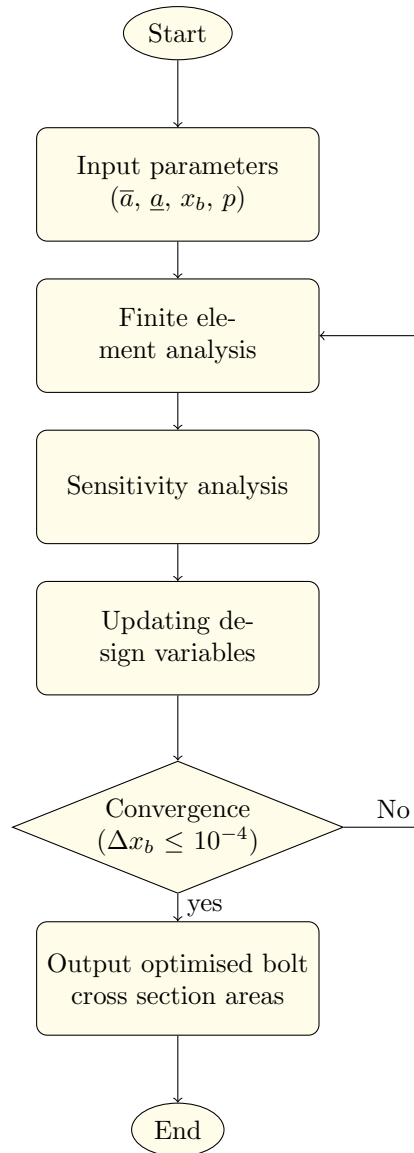 Start
Input parameters
(a̅, a̲, x_b, p)
Finite ele-
ment analysis
Sensitivity analysis
Updating de-
sign variables
Convergence
(Δx_b ≤ 10⁻⁴)
No
yes
Output optimised bolt
cross section areas
End